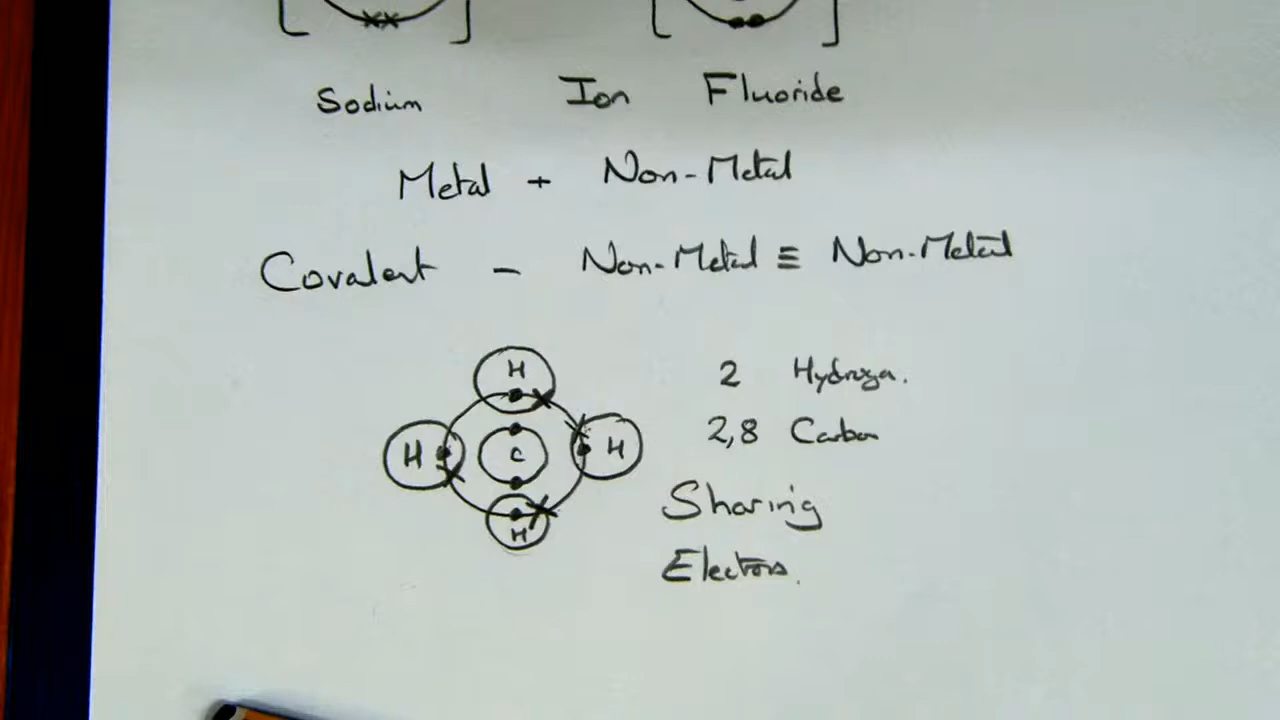 Sodium Ion Fluoride
Metal + Non-Metal
Covalent - Non-Metal ≡ Non-Metal
H
H C H
H
2 Hydrogen.
2,8 Carbon
Sharing
Electrons.